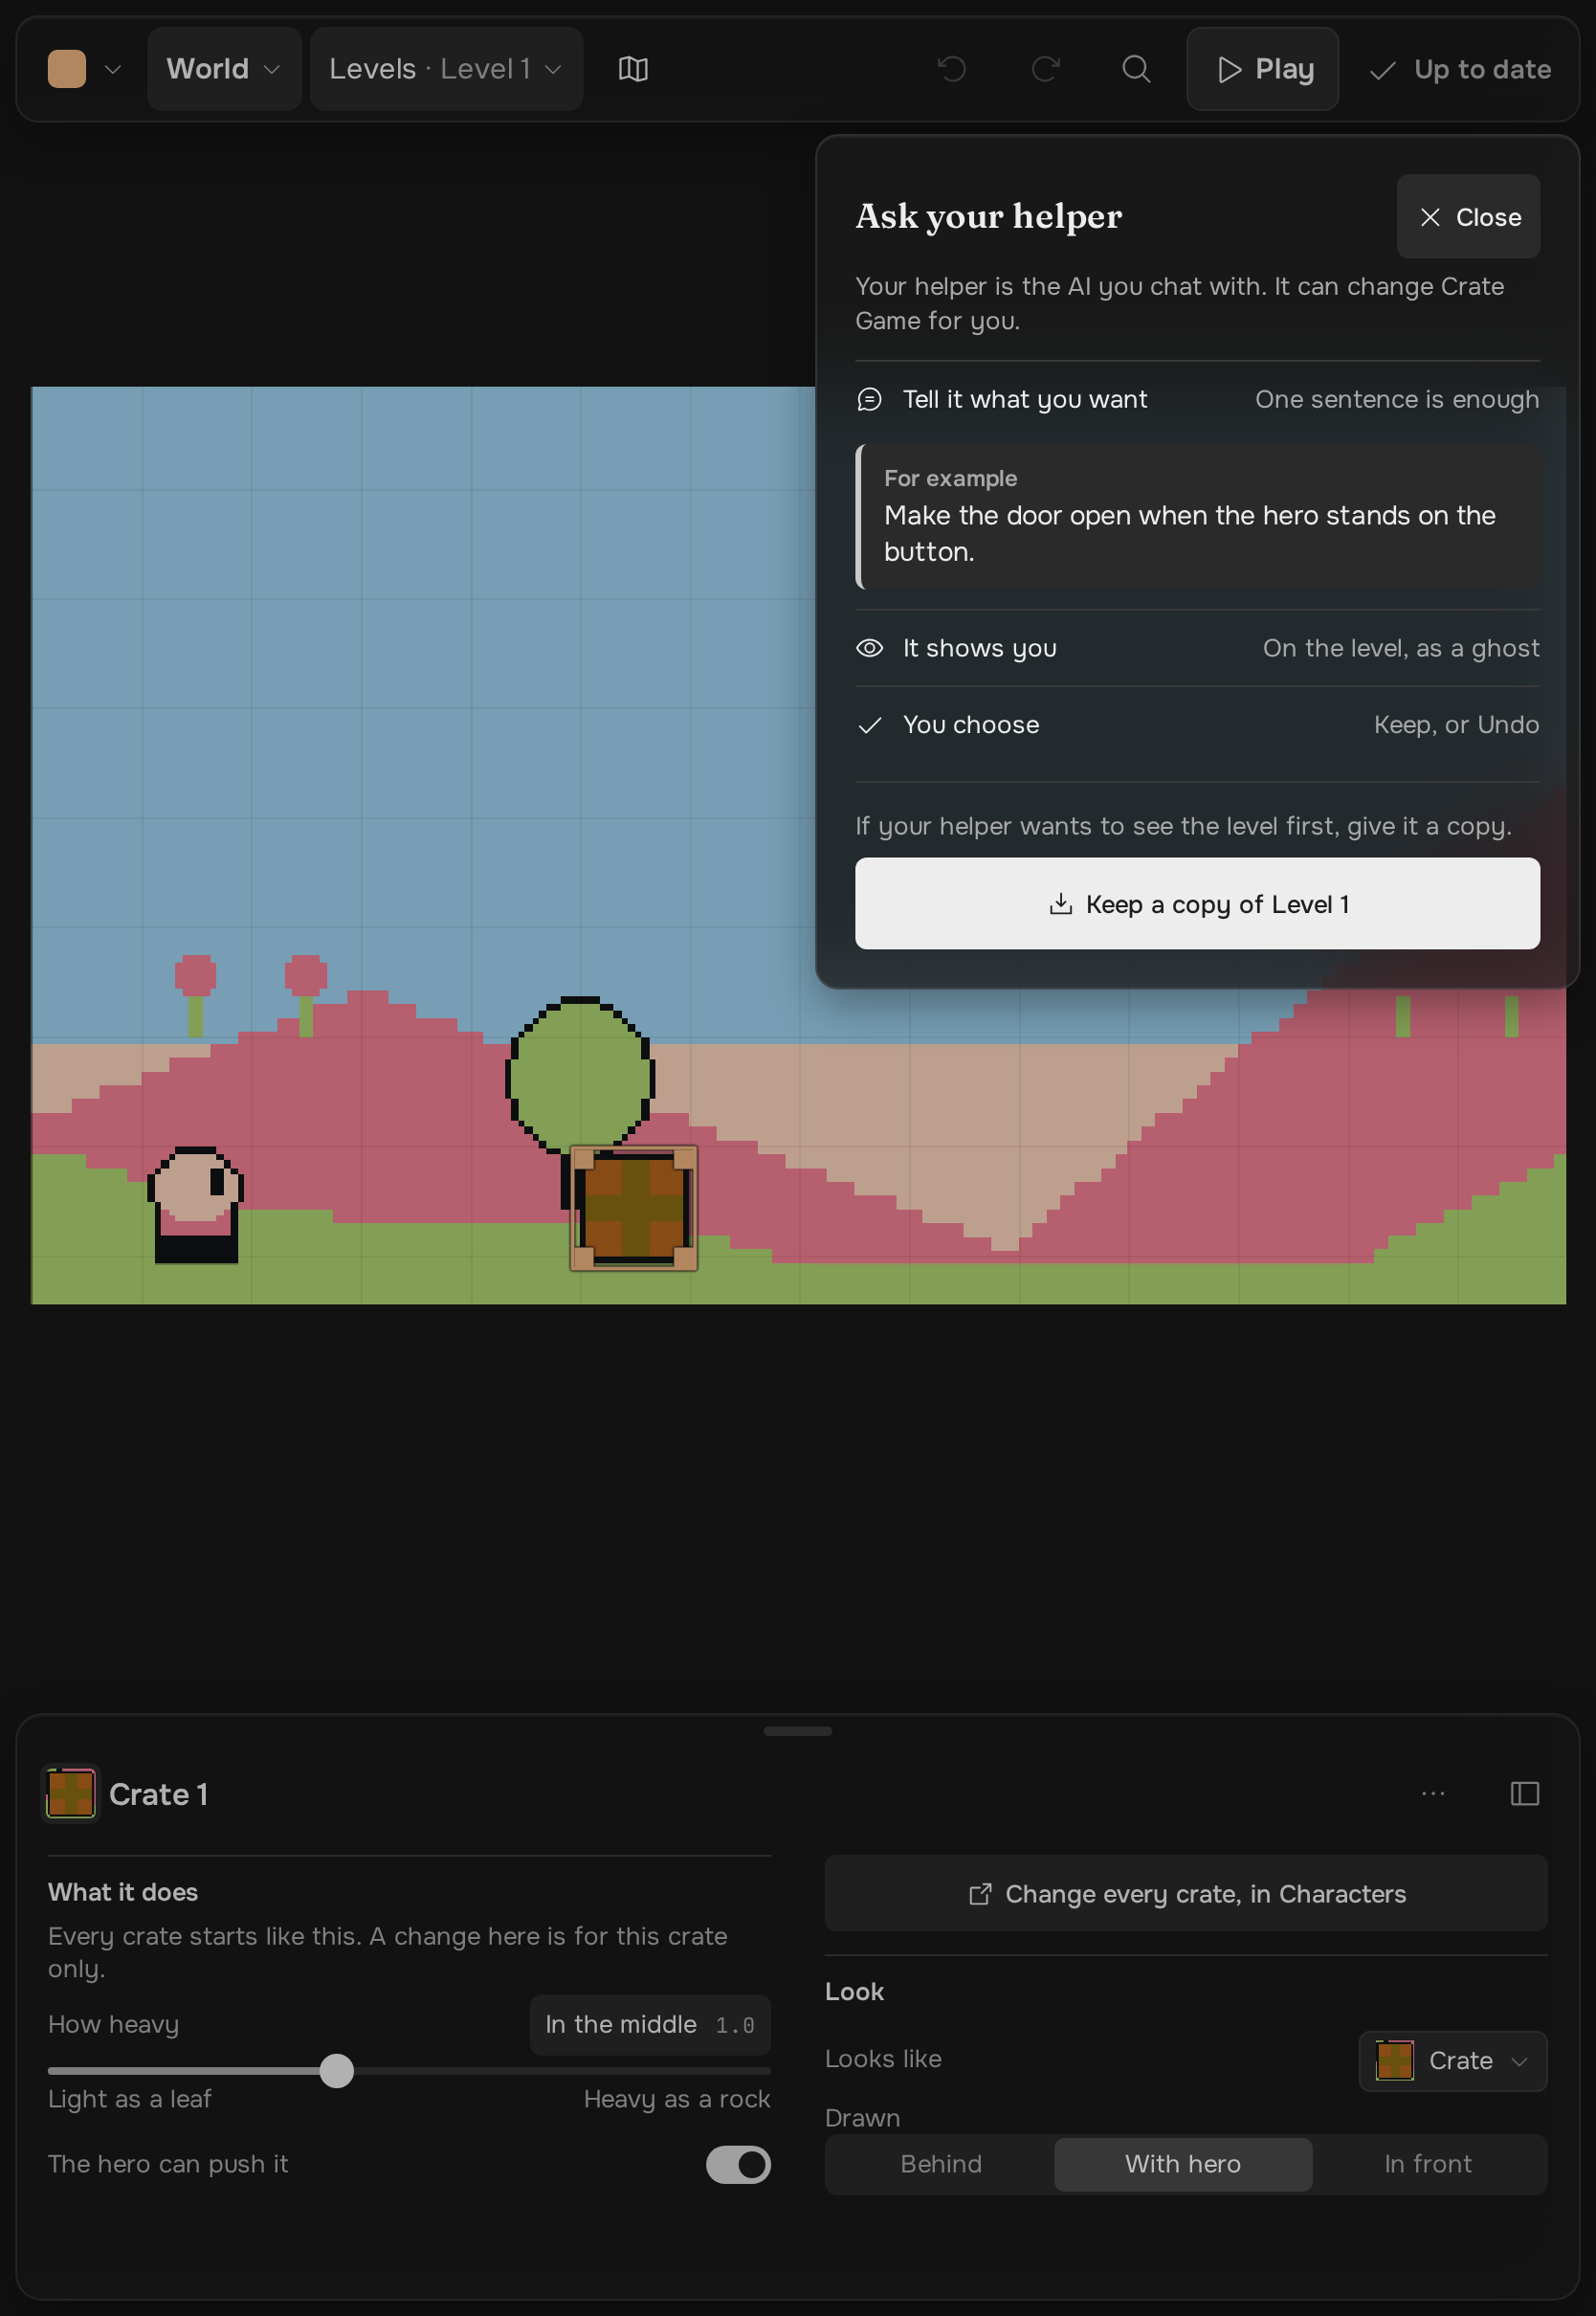 World
Levels · Level 1
Play
Up to date
Ask your helper
Close
Your helper is the AI you chat with. It can change Crate
Game for you.
Tell it what you want
One sentence is enough
For example
Make the door open when the hero stands on the
button.
It shows you
On the level, as a ghost
You choose
Keep, or Undo
If your helper wants to see the level first, give it a copy.
Keep a copy of Level 1
Crate 1
What it does
Every crate starts like this. A change here is for this crate
only.
How heavy
In the middle 1.0
Light as a leaf
Heavy as a rock
The hero can push it
Change every crate, in Characters
Look
Looks like
Crate
Drawn
Behind
With hero
In front